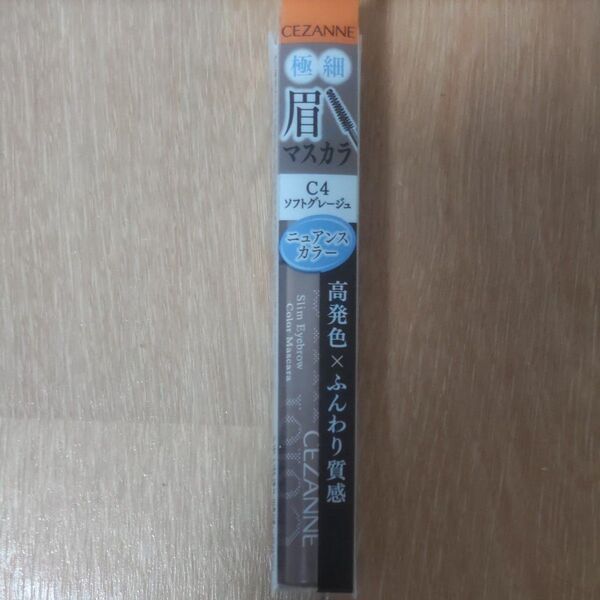 CEZANNE
極細
眉
マスカラ
C4
ソフトグレージュ
ニュアンス
カラー
高発色×ふんわり質感
Slim Eyebrow
Color Mascara
CEZANNE